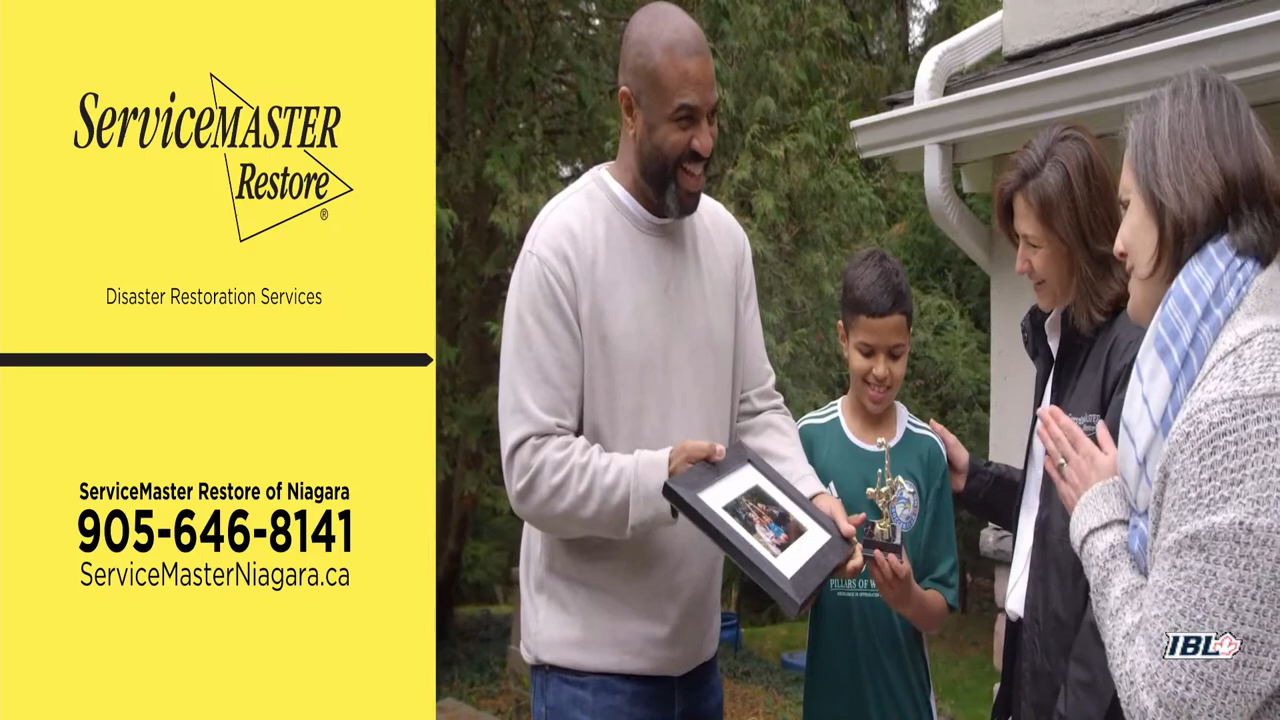 ServiceMASTER
Restore
®
Disaster Restoration Services
ServiceMaster Restore of Niagara
905-646-8141
ServiceMasterNiagara.ca
PILLARS OF
IBL